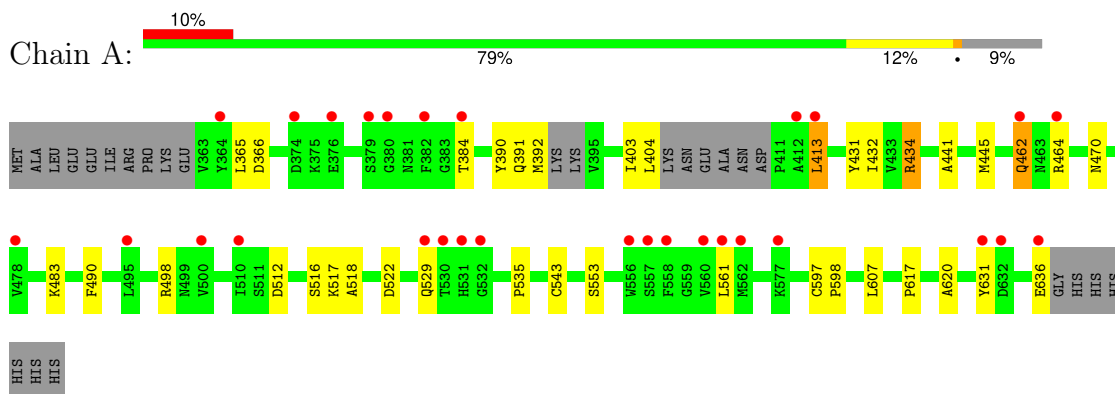 10%
Chain A:
79% 12% • 9%
MET ALA LEU GLU GLU ILE ARG PRO LYS GLU V363 Y364 L365 D366 D374 K375 E376 S379 G380 N381 F382 G383 T384 Y390 Q391 M392 LYS LYS V395 I403 L404 LYS ASN GLU ALA ASN ASP P411 A412 L413 Y431 I432 V433 R434 A441 M445 Q462 N463 R464 N470
V478 K483 F490 L495 R498 N499 V500 I510 S511 D512 S516 K517 A518 D522 Q529 T530 H531 G532 P535 C543 S553 W556 S557 F558 G559 V560 L561 M562 K577 C597 P598 L607 P617 A620 Y631 D632 E636 GLY HIS HIS HIS
HIS HIS HIS